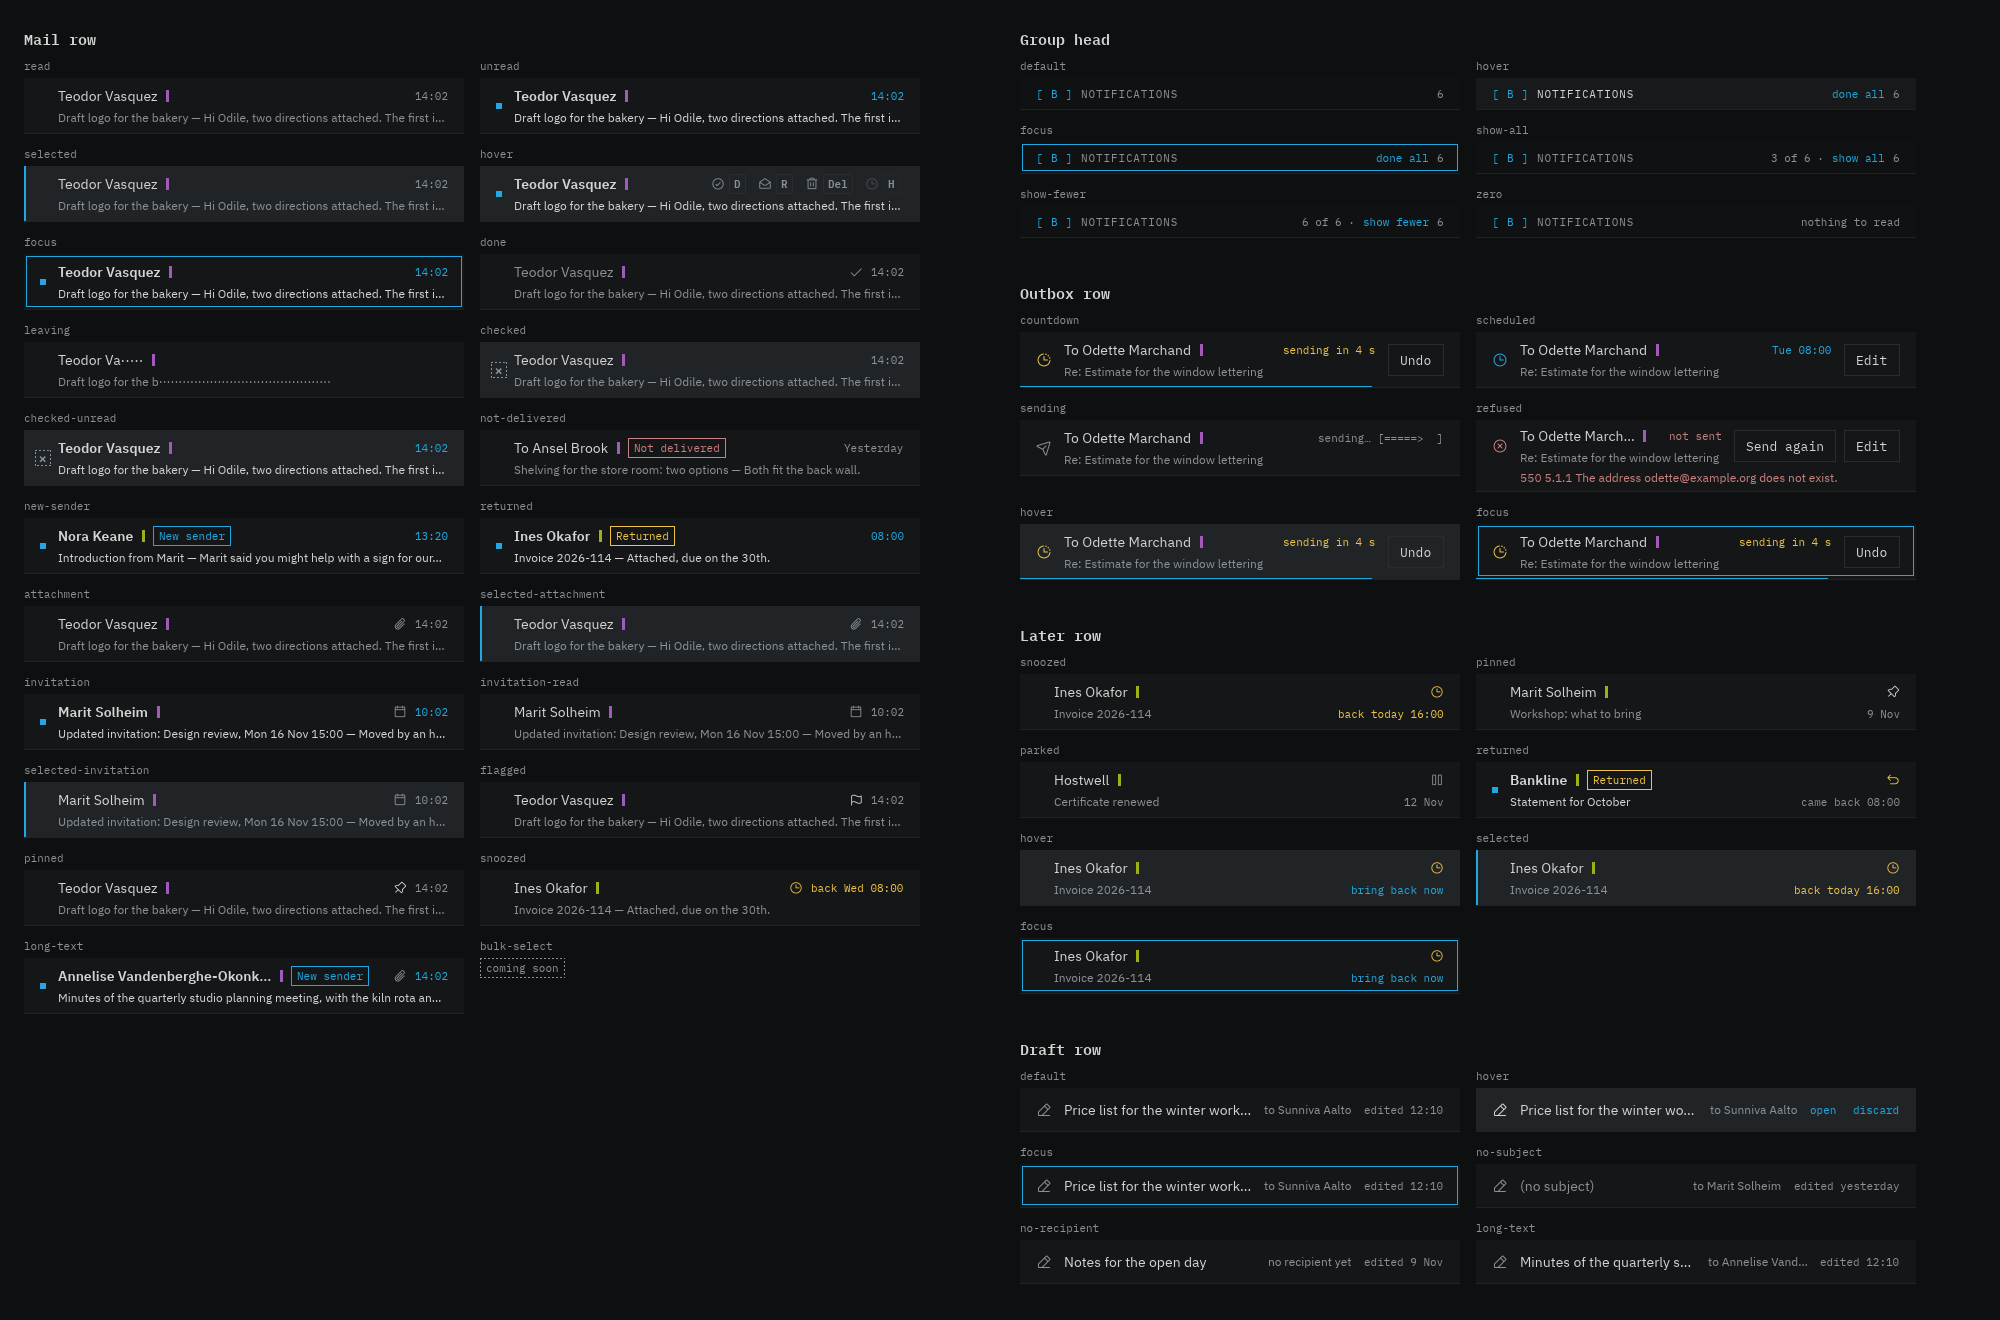 Mail row
read
Teodor Vasquez 14:02
Draft logo for the bakery — Hi Odile, two directions attached. The first i…
unread
Teodor Vasquez 14:02
Draft logo for the bakery — Hi Odile, two directions attached. The first i…
selected
Teodor Vasquez 14:02
Draft logo for the bakery — Hi Odile, two directions attached. The first i…
hover
Teodor Vasquez D R Del H
Draft logo for the bakery — Hi Odile, two directions attached. The first i…
focus
Teodor Vasquez 14:02
Draft logo for the bakery — Hi Odile, two directions attached. The first i…
done
Teodor Vasquez 14:02
Draft logo for the bakery — Hi Odile, two directions attached. The first i…
leaving
Teodor Va·····
Draft logo for the b···········································
checked
Teodor Vasquez 14:02
Draft logo for the bakery — Hi Odile, two directions attached. The first i…
checked-unread
Teodor Vasquez 14:02
Draft logo for the bakery — Hi Odile, two directions attached. The first i…
not-delivered
To Ansel Brook Not delivered Yesterday
Shelving for the store room: two options — Both fit the back wall.
new-sender
Nora Keane New sender 13:20
Introduction from Marit — Marit said you might help with a sign for our…
returned
Ines Okafor Returned 08:00
Invoice 2026-114 — Attached, due on the 30th.
attachment
Teodor Vasquez 14:02
Draft logo for the bakery — Hi Odile, two directions attached. The first i…
selected-attachment
Teodor Vasquez 14:02
Draft logo for the bakery — Hi Odile, two directions attached. The first i…
invitation
Marit Solheim 10:02
Updated invitation: Design review, Mon 16 Nov 15:00 — Moved by an h…
invitation-read
Marit Solheim 10:02
Updated invitation: Design review, Mon 16 Nov 15:00 — Moved by an h…
selected-invitation
Marit Solheim 10:02
Updated invitation: Design review, Mon 16 Nov 15:00 — Moved by an h…
flagged
Teodor Vasquez 14:02
Draft logo for the bakery — Hi Odile, two directions attached. The first i…
pinned
Teodor Vasquez 14:02
Draft logo for the bakery — Hi Odile, two directions attached. The first i…
snoozed
Ines Okafor back Wed 08:00
Invoice 2026-114 — Attached, due on the 30th.
long-text
Annelise Vandenberghe-Okonk… New sender 14:02
Minutes of the quarterly studio planning meeting, with the kiln rota an…
bulk-select
coming soon
Group head
default
[ B ] NOTIFICATIONS 6
hover
[ B ] NOTIFICATIONS done all 6
focus
[ B ] NOTIFICATIONS done all 6
show-all
[ B ] NOTIFICATIONS 3 of 6 · show all 6
show-fewer
[ B ] NOTIFICATIONS 6 of 6 · show fewer 6
zero
[ B ] NOTIFICATIONS nothing to read
Outbox row
countdown
To Odette Marchand sending in 4 s Undo
Re: Estimate for the window lettering
scheduled
To Odette Marchand Tue 08:00 Edit
Re: Estimate for the window lettering
sending
To Odette Marchand sending… [=====> ]
Re: Estimate for the window lettering
refused
To Odette March… not sent Send again Edit
Re: Estimate for the window lettering
550 5.1.1 The address odette@example.org does not exist.
hover
To Odette Marchand sending in 4 s Undo
Re: Estimate for the window lettering
focus
To Odette Marchand sending in 4 s Undo
Re: Estimate for the window lettering
Later row
snoozed
Ines Okafor
Invoice 2026-114 back today 16:00
pinned
Marit Solheim
Workshop: what to bring 9 Nov
parked
Hostwell
Certificate renewed 12 Nov
returned
Bankline Returned
Statement for October came back 08:00
hover
Ines Okafor
Invoice 2026-114 bring back now
selected
Ines Okafor
Invoice 2026-114 back today 16:00
focus
Ines Okafor
Invoice 2026-114 bring back now
Draft row
default
Price list for the winter work… to Sunniva Aalto edited 12:10
hover
Price list for the winter wo… to Sunniva Aalto open discard
focus
Price list for the winter work… to Sunniva Aalto edited 12:10
no-subject
(no subject) to Marit Solheim edited yesterday
no-recipient
Notes for the open day no recipient yet edited 9 Nov
long-text
Minutes of the quarterly s… to Annelise Vand… edited 12:10